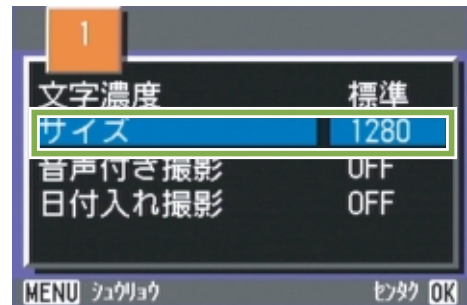 1
文字濃度 標準
サイズ 1280
音声付き撮影 OFF
日付入れ撮影 OFF
MENU ｼｭｳﾘｮｳ ｾﾝﾀｸ OK